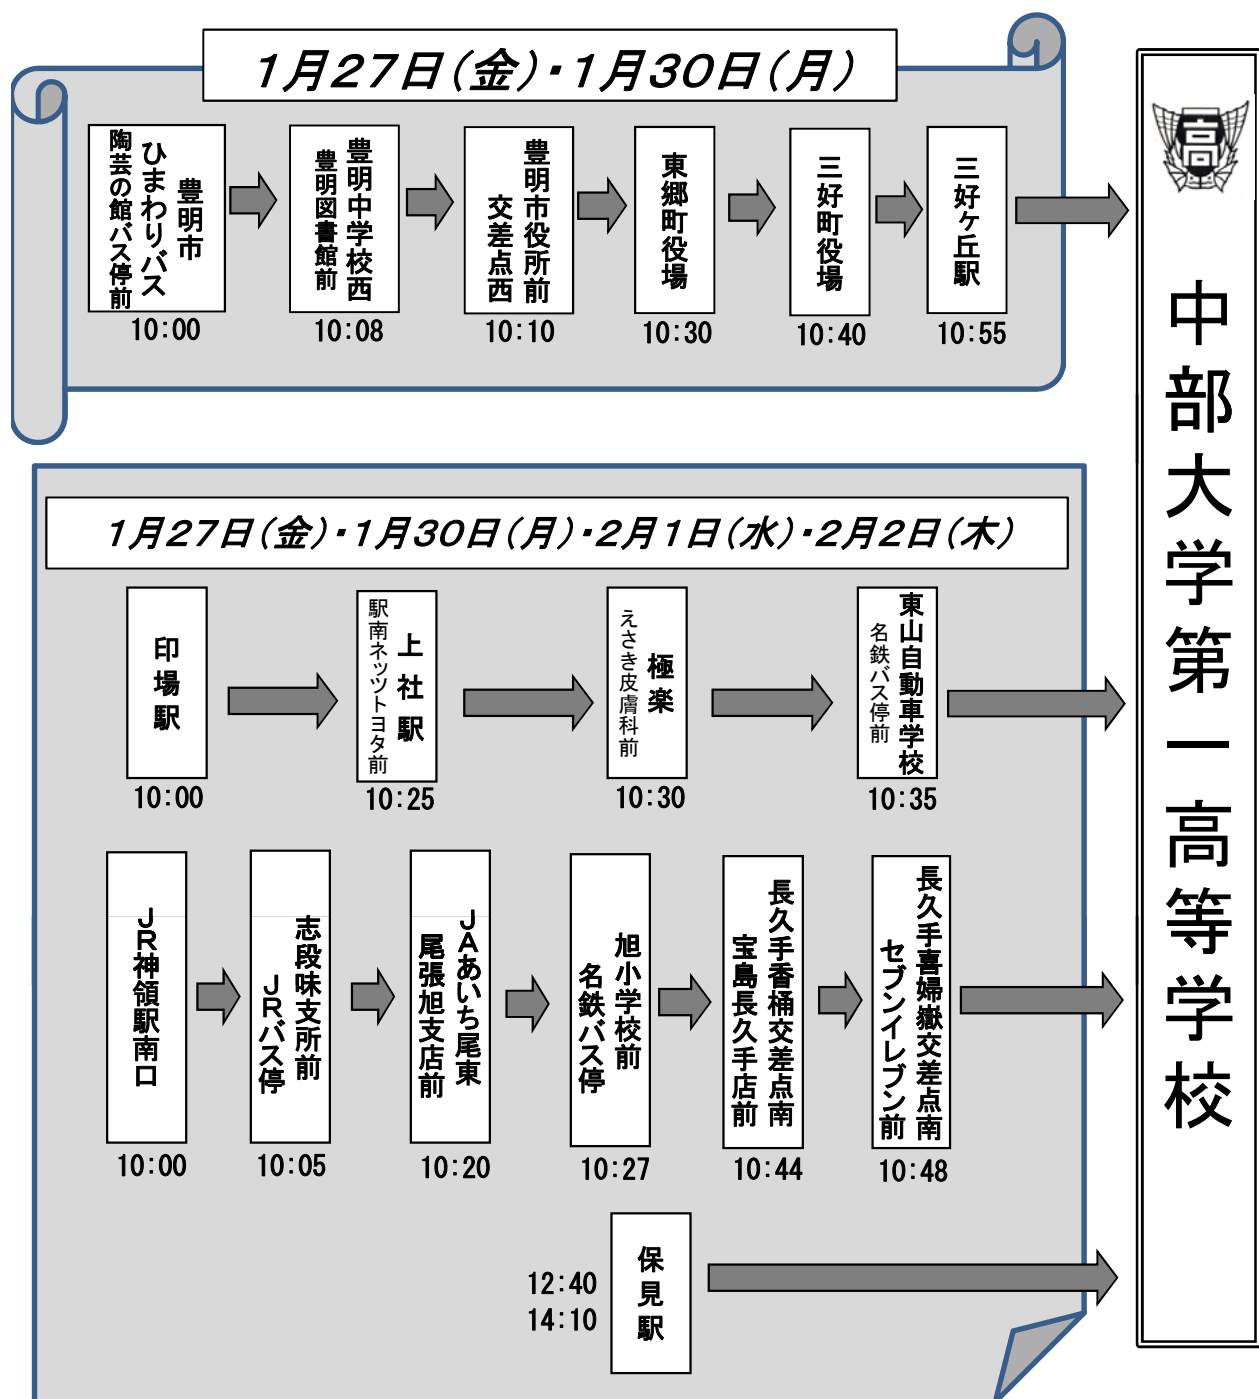 1月27日(金)・1月30日(月)
豊明市
ひまわりバス
陶芸の館バス停前
10:00
豊明中学校西
豊明図書館前
10:08
豊明市役所前
交差点西
10:10
東郷町役場
10:30
三好町役場
10:40
三好ヶ丘駅
10:55
高
中部大学第一高等学校
1月27日(金)・1月30日(月)・2月1日(水)・2月2日(木)
印場駅
10:00
上社駅
駅南ネッツトヨタ前
10:25
極楽
えさき皮膚科前
10:30
東山自動車学校
名鉄バス停前
10:35
JR神領駅南口
10:00
志段味支所前
JRバス停
10:05
JAあいち尾東
尾張旭支店前
10:20
旭小学校前
名鉄バス停
10:27
長久手香桶交差点南
宝島長久手店前
10:44
長久手喜婦嶽交差点南
セブンイレブン前
10:48
保見駅
12:40
14:10